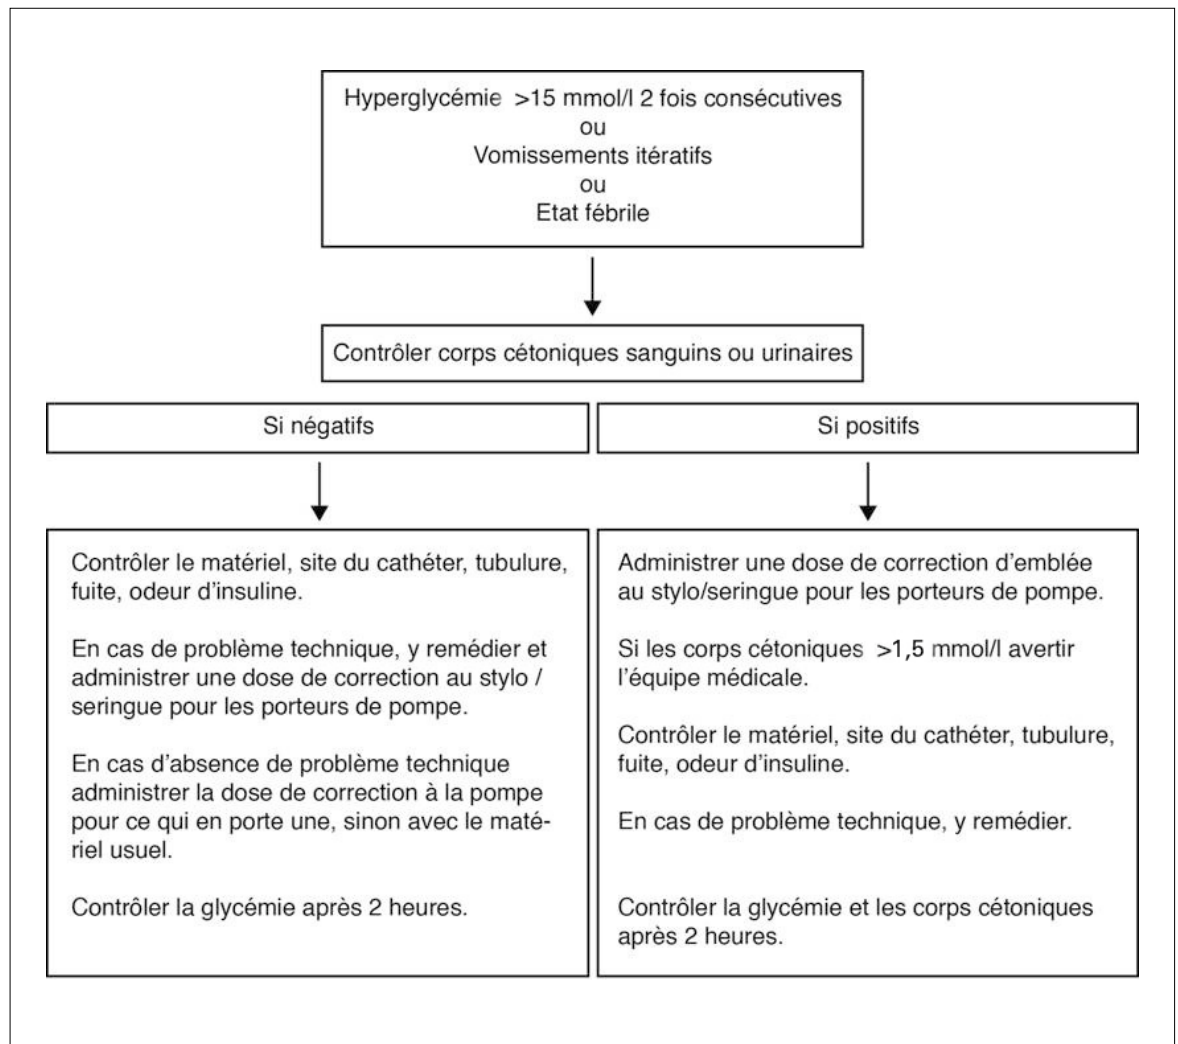 Hyperglycémie >15 mmol/l 2 fois consécutives
ou
Vomissements itératifs
ou
Etat fébrile
Contrôler corps cétoniques sanguins ou urinaires
Si négatifs
Contrôler le matériel, site du cathéter, tubulure,
fuite, odeur d'insuline.
En cas de problème technique, y remédier et
administrer une dose de correction au stylo /
seringue pour les porteurs de pompe.
En cas d'absence de problème technique
administrer la dose de correction à la pompe
pour ce qui en porte une, sinon avec le maté-
riel usuel.
Contrôler la glycémie après 2 heures.
Si positifs
Administrer une dose de correction d'emblée
au stylo/seringue pour les porteurs de pompe.
Si les corps cétoniques >1,5 mmol/l avertir
l'équipe médicale.
Contrôler le matériel, site du cathéter, tubulure,
fuite, odeur d'insuline.
En cas de problème technique, y remédier.
Contrôler la glycémie et les corps cétoniques
après 2 heures.